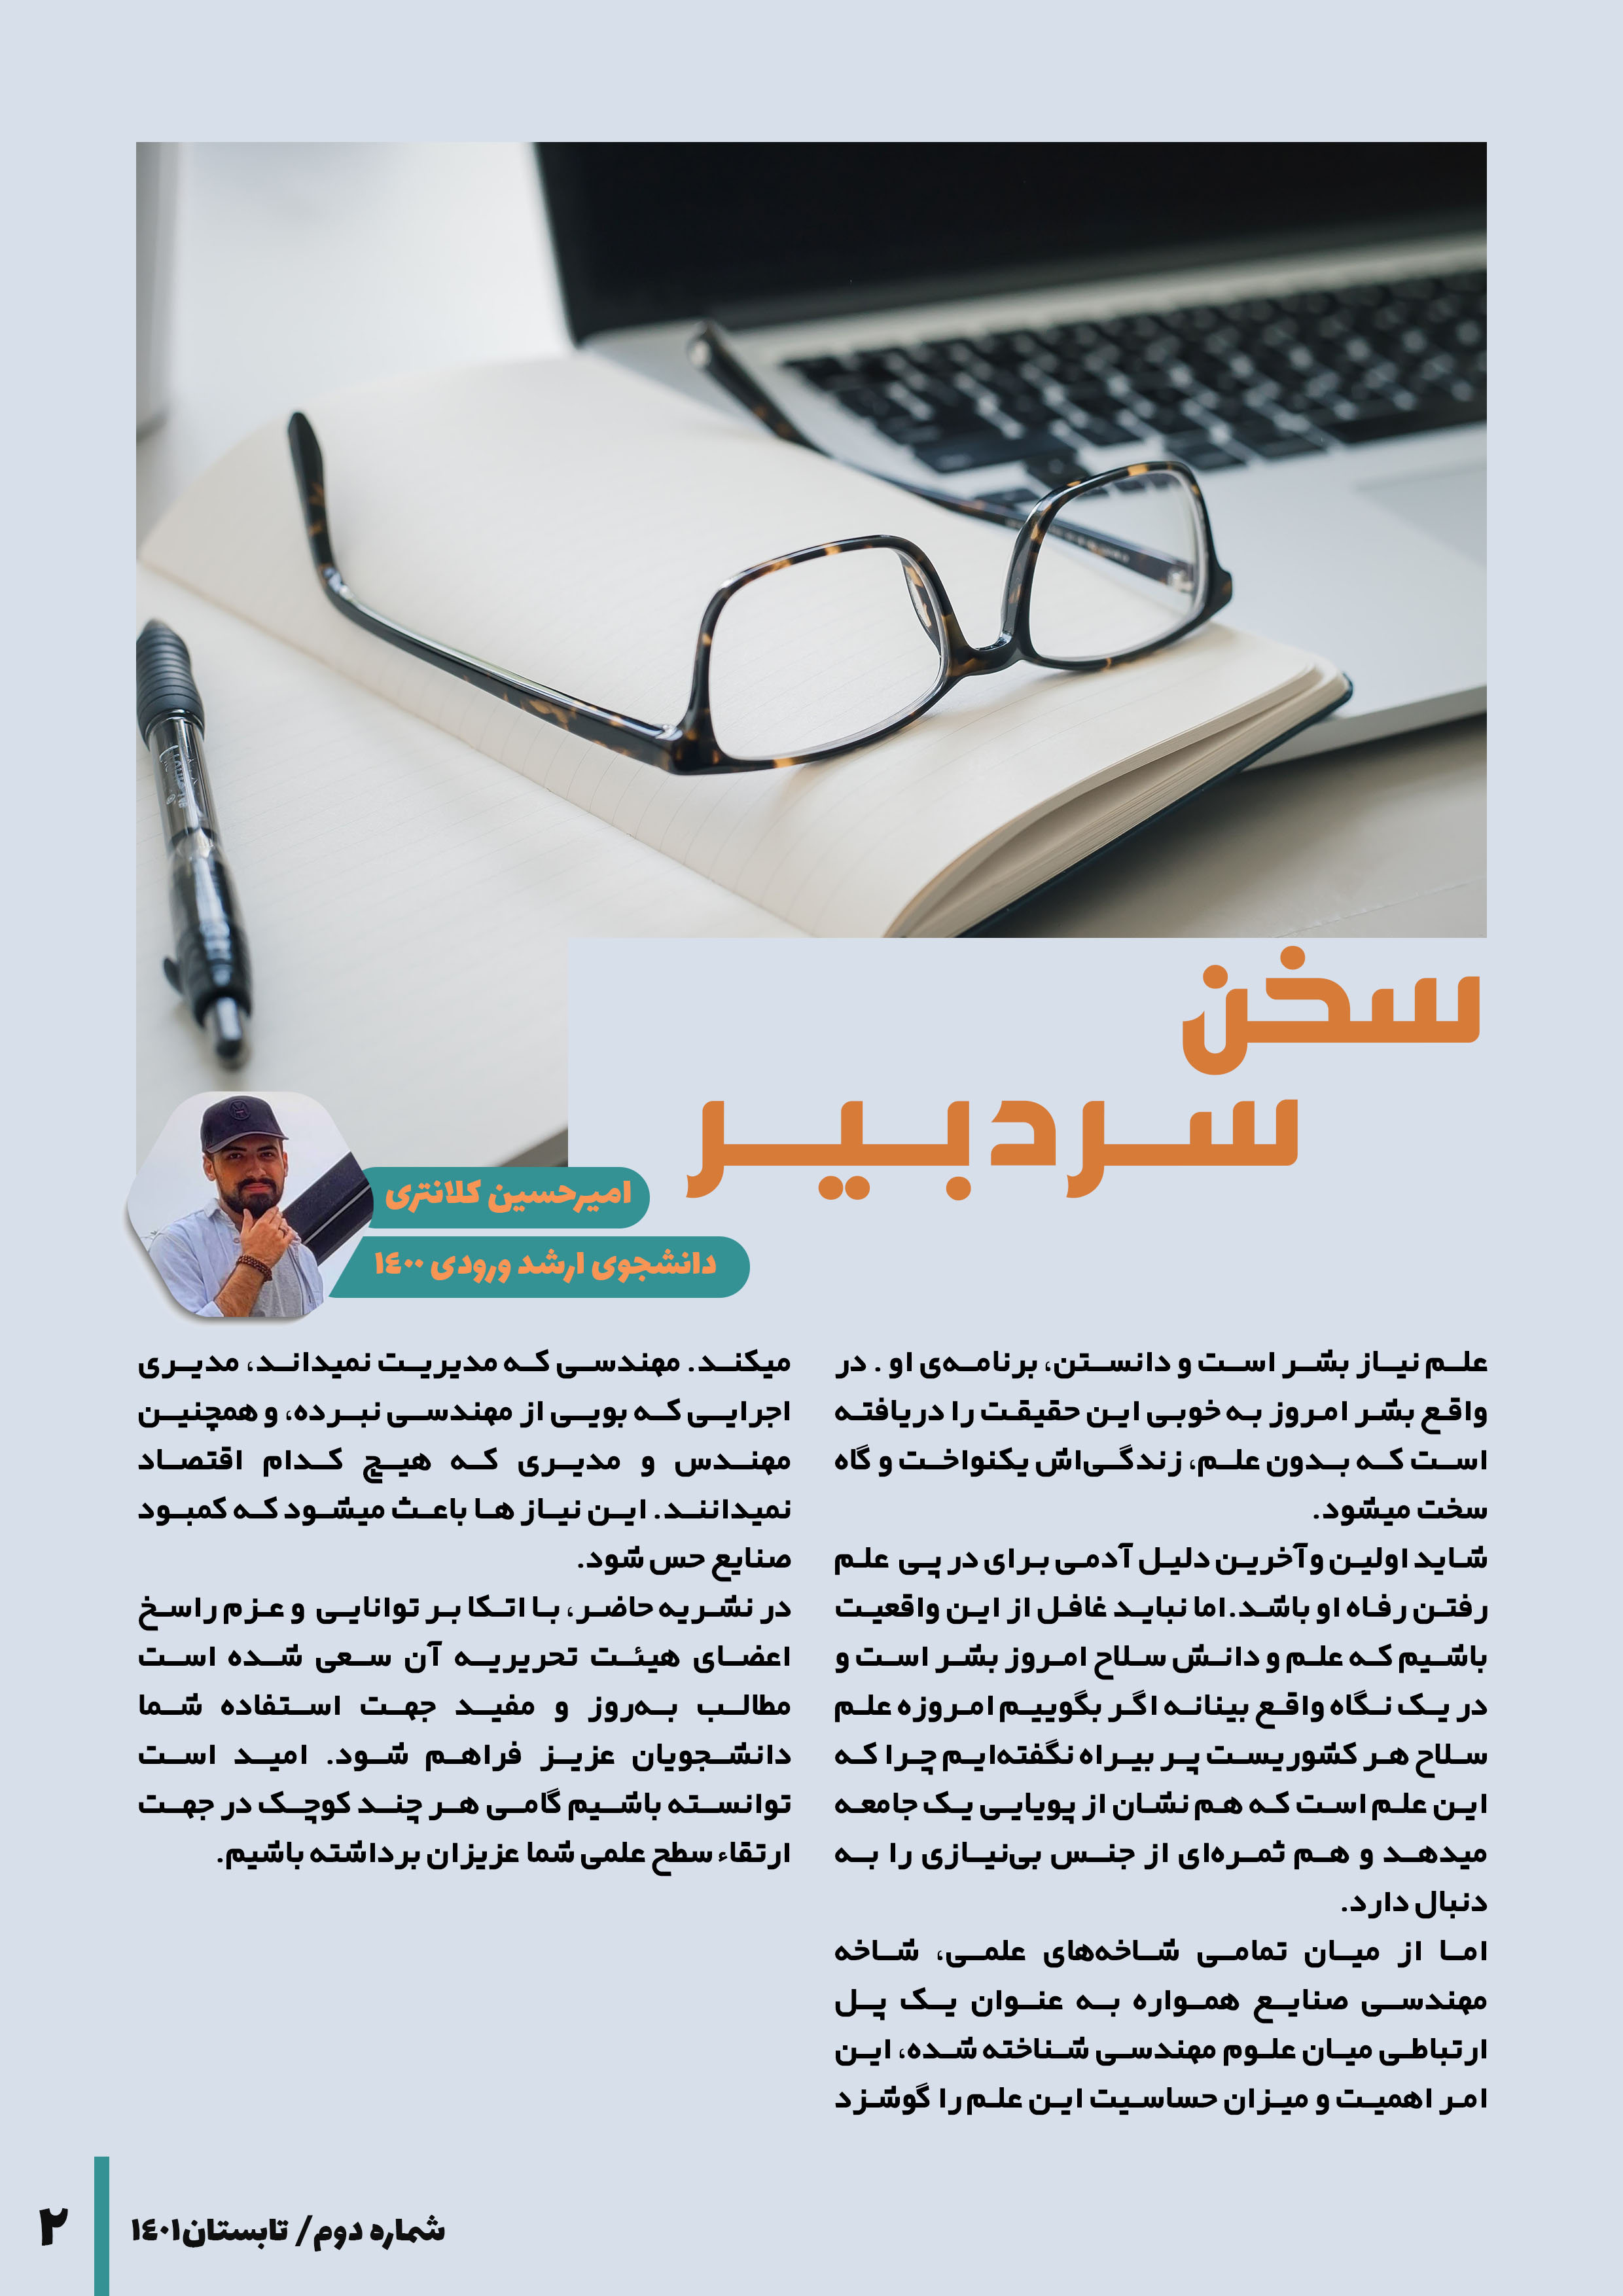 سخن
سردبیر
امیرحسین کلانتری
دانشجوی ارشد ورودی ۱۴۰۰
علم نیاز بشر است و دانستن، برنامه‌ی او . در
واقع بشر امروز به خوبی این حقیقت را دریافته
است که بدون علم، زندگی‌اش یکنواخت و گاه
سخت میشود.
شاید اولین و آخرین دلیل آدمی برای در پی علم
رفتن رفاه او باشد.اما نباید غافل از این واقعیت
باشیم که علم و دانش سلاح امروز بشر است و
در یک نگاه واقع بینانه اگر بگوییم امروزه علم
سلاح هر کشوریست پر بیراه نگفته‌ایم چرا که
این علم است که هم نشان از پویایی یک جامعه
میدهد و هم ثمره‌ای از جنس بی‌نیازی را به
دنبال دارد.
اما از میان تمامی شاخه‌های علمی، شاخه
مهندسی صنایع همواره به عنوان یک پل
ارتباطی میان علوم مهندسی شناخته شده، این
امر اهمیت و میزان حساسیت این علم را گوشزد
میکند. مهندسی که مدیریت نمیداند، مدیری
اجرایی که بویی از مهندسی نبرده، و همچنین
مهندس و مدیری که هیچ کدام اقتصاد
نمیدانند. این نیاز ها باعث میشود که کمبود
صنایع حس شود.
در نشریه حاضر، با اتکا بر توانایی و عزم راسخ
اعضای هیئت تحریریه آن سعی شده است
مطالب به‌روز و مفید جهت استفاده شما
دانشجویان عزیز فراهم شود. امید است
توانسته باشیم گامی هر چند کوچک در جهت
ارتقاء سطح علمی شما عزیزان برداشته باشیم.
شماره دوم/ تابستان۱۴۰۱
۲